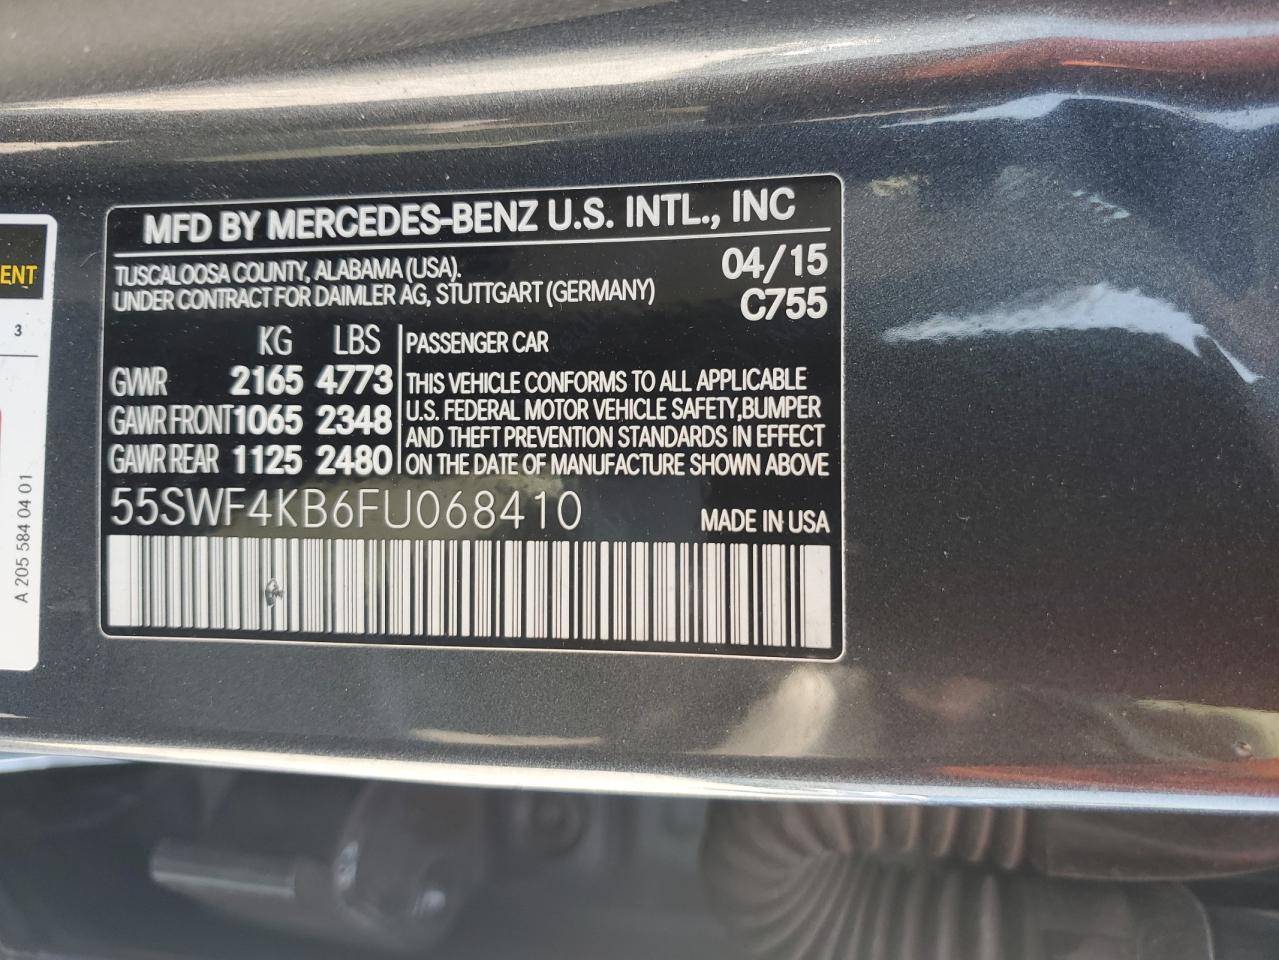 MFD BY MERCEDES-BENZ U.S. INTL., INC
TUSCALOOSA COUNTY, ALABAMA (USA).
UNDER CONTRACT FOR DAIMLER AG, STUTTGART (GERMANY)
04/15
C755
KG LBS
GVWR 2165 4773
GAWR FRONT 1065 2348
GAWR REAR 1125 2480
PASSENGER CAR
THIS VEHICLE CONFORMS TO ALL APPLICABLE
U.S. FEDERAL MOTOR VEHICLE SAFETY,BUMPER
AND THEFT PREVENTION STANDARDS IN EFFECT
ON THE DATE OF MANUFACTURE SHOWN ABOVE
55SWF4KB6FU068410
MADE IN USA
3
A 205 584 04 01